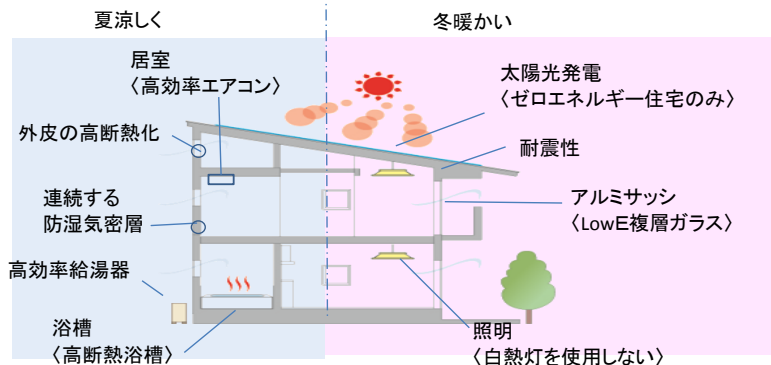 夏涼しく
冬暖かい
居室
〈高効率エアコン〉
外皮の高断熱化
連続する
防湿気密層
高効率給湯器
浴槽
〈高断熱浴槽〉
太陽光発電
〈ゼロエネルギー住宅のみ〉
耐震性
アルミサッシ
〈LowE複層ガラス〉
照明
〈白熱灯を使用しない〉